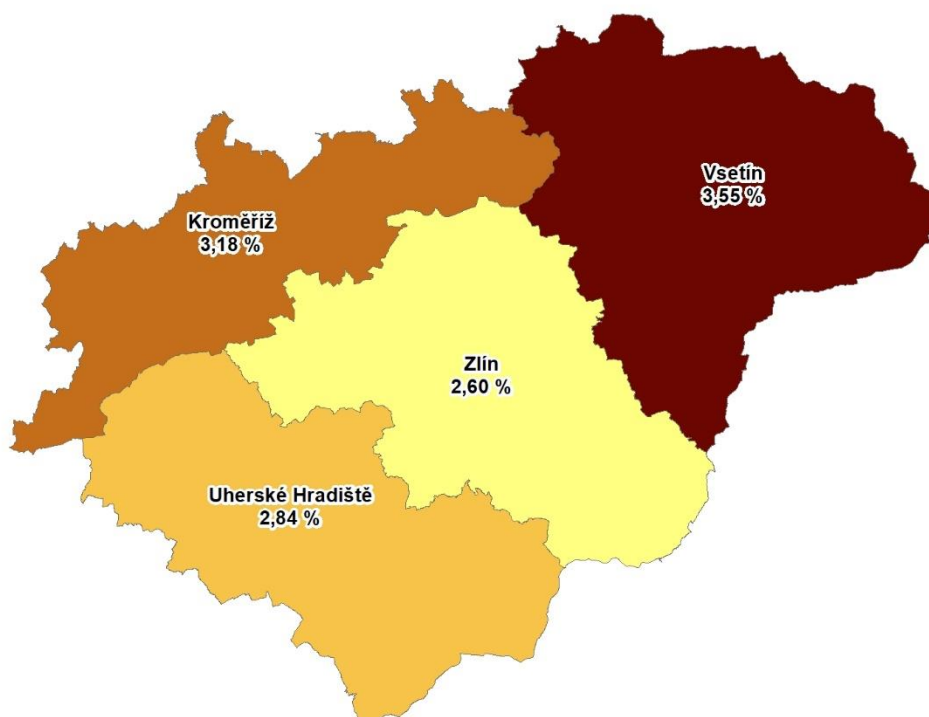 Vsetín
3,55 %
Kroměříž
3,18 %
Zlín
2,60 %
Uherské Hradiště
2,84 %